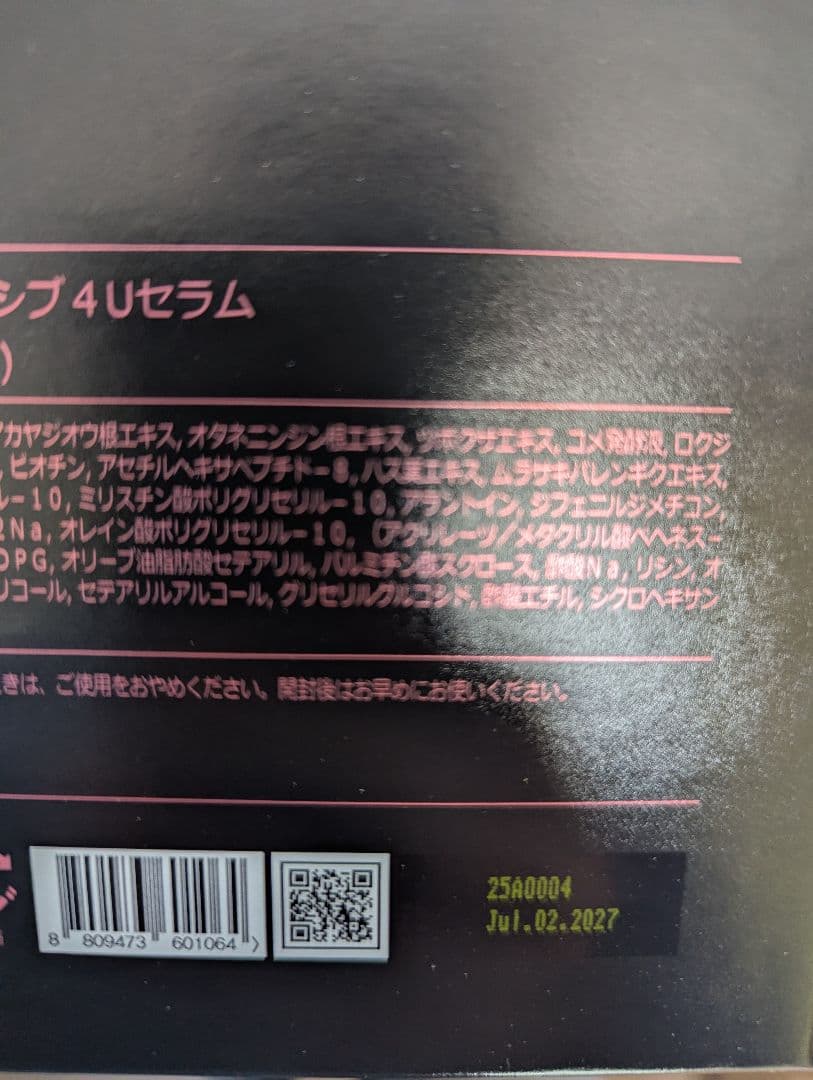 シブ4Uセラム
)
アカヤジオウ根エキス, オタネニンジン根エキス, ツボクサエキス, コメ発酵液, ロクジ
, ビオチン, アセチルヘキサペプチド-8, ハス エキス, ムラサキバレンギクエキス,
ル-10, ミリスチン酸ポリグリセリル-10, アラントイン, ジフェニルジメチコン,
2Na, オレイン酸ポリグリセリル-10, (アクリレーツ/メタクリル酸ベヘネス-
DPG, オリーブ油脂肪酸セテアリル, パルミチン酸スクロース, 酢酸Na, リシン, オ
リコール, セテアリルアルコール, グリセリルグルコシド, 酢酸エチル, シクロヘキサン
ときは、ご使用をおやめください。開封後はお早めにお使いください。
8 809473 601064 >
25A0004
Jul.02.2027